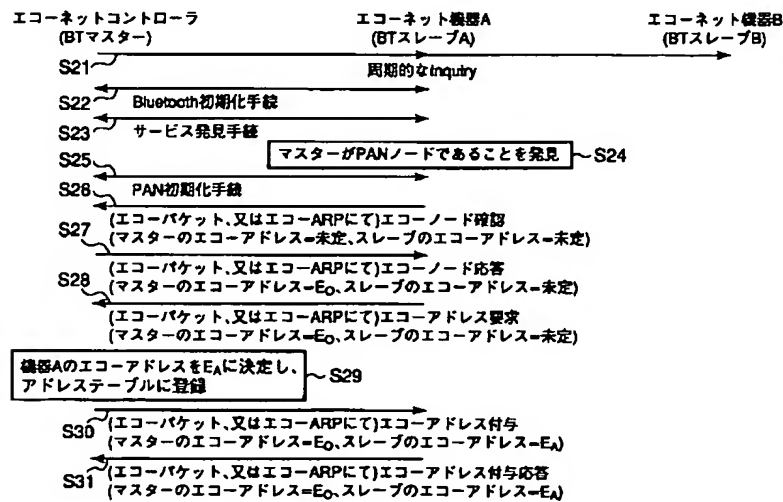 エコーネットコントローラ
(BTマスター)
エコーネット機器A
(BTスレーブA)
エコーネット機器B
(BTスレーブB)
S21
周期的なInquiry
S22
Bluetooth初期化手続
S23
サービス発見手続
マスターがPANノードであることを発見
S24
S25
S26
PAN初期化手続
(エコーパケット、又はエコーARPにて)エコーノード確認
(マスターのエコーアドレス=未定、スレーブのエコーアドレス=未定)
S27
(エコーパケット、又はエコーARPにて)エコーノード応答
(マスターのエコーアドレス=EO、スレーブのエコーアドレス=未定)
S28
(エコーパケット、又はエコーARPにて)エコーアドレス要求
(マスターのエコーアドレス=EO、スレーブのエコーアドレス=未定)
機器AのエコーアドレスをEAに決定し、
アドレステーブルに登録
S29
(エコーパケット、又はエコーARPにて)エコーアドレス付与
S30
(マスターのエコーアドレス=EO、スレーブのエコーアドレス=EA)
(エコーパケット、又はエコーARPにて)エコーアドレス付与応答
S31
(マスターのエコーアドレス=EO、スレーブのエコーアドレス=EA)